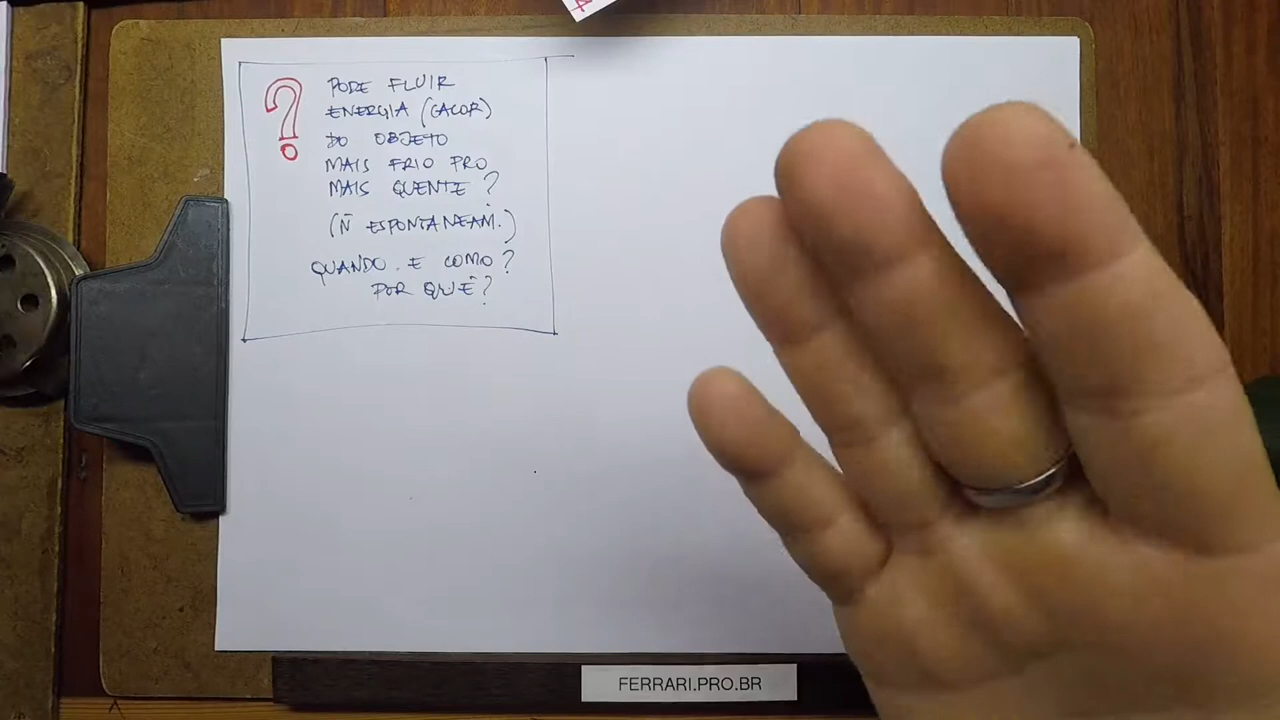 ?
PODE FLUIR
ENERGIA (CALOR)
DO OBJETO
MAIS FRIO PRO
MAIS QUENTE?
(Ñ ESPONTANEAM.)
QUANDO E COMO?
POR QUÊ?
FERRARI.PRO.BR